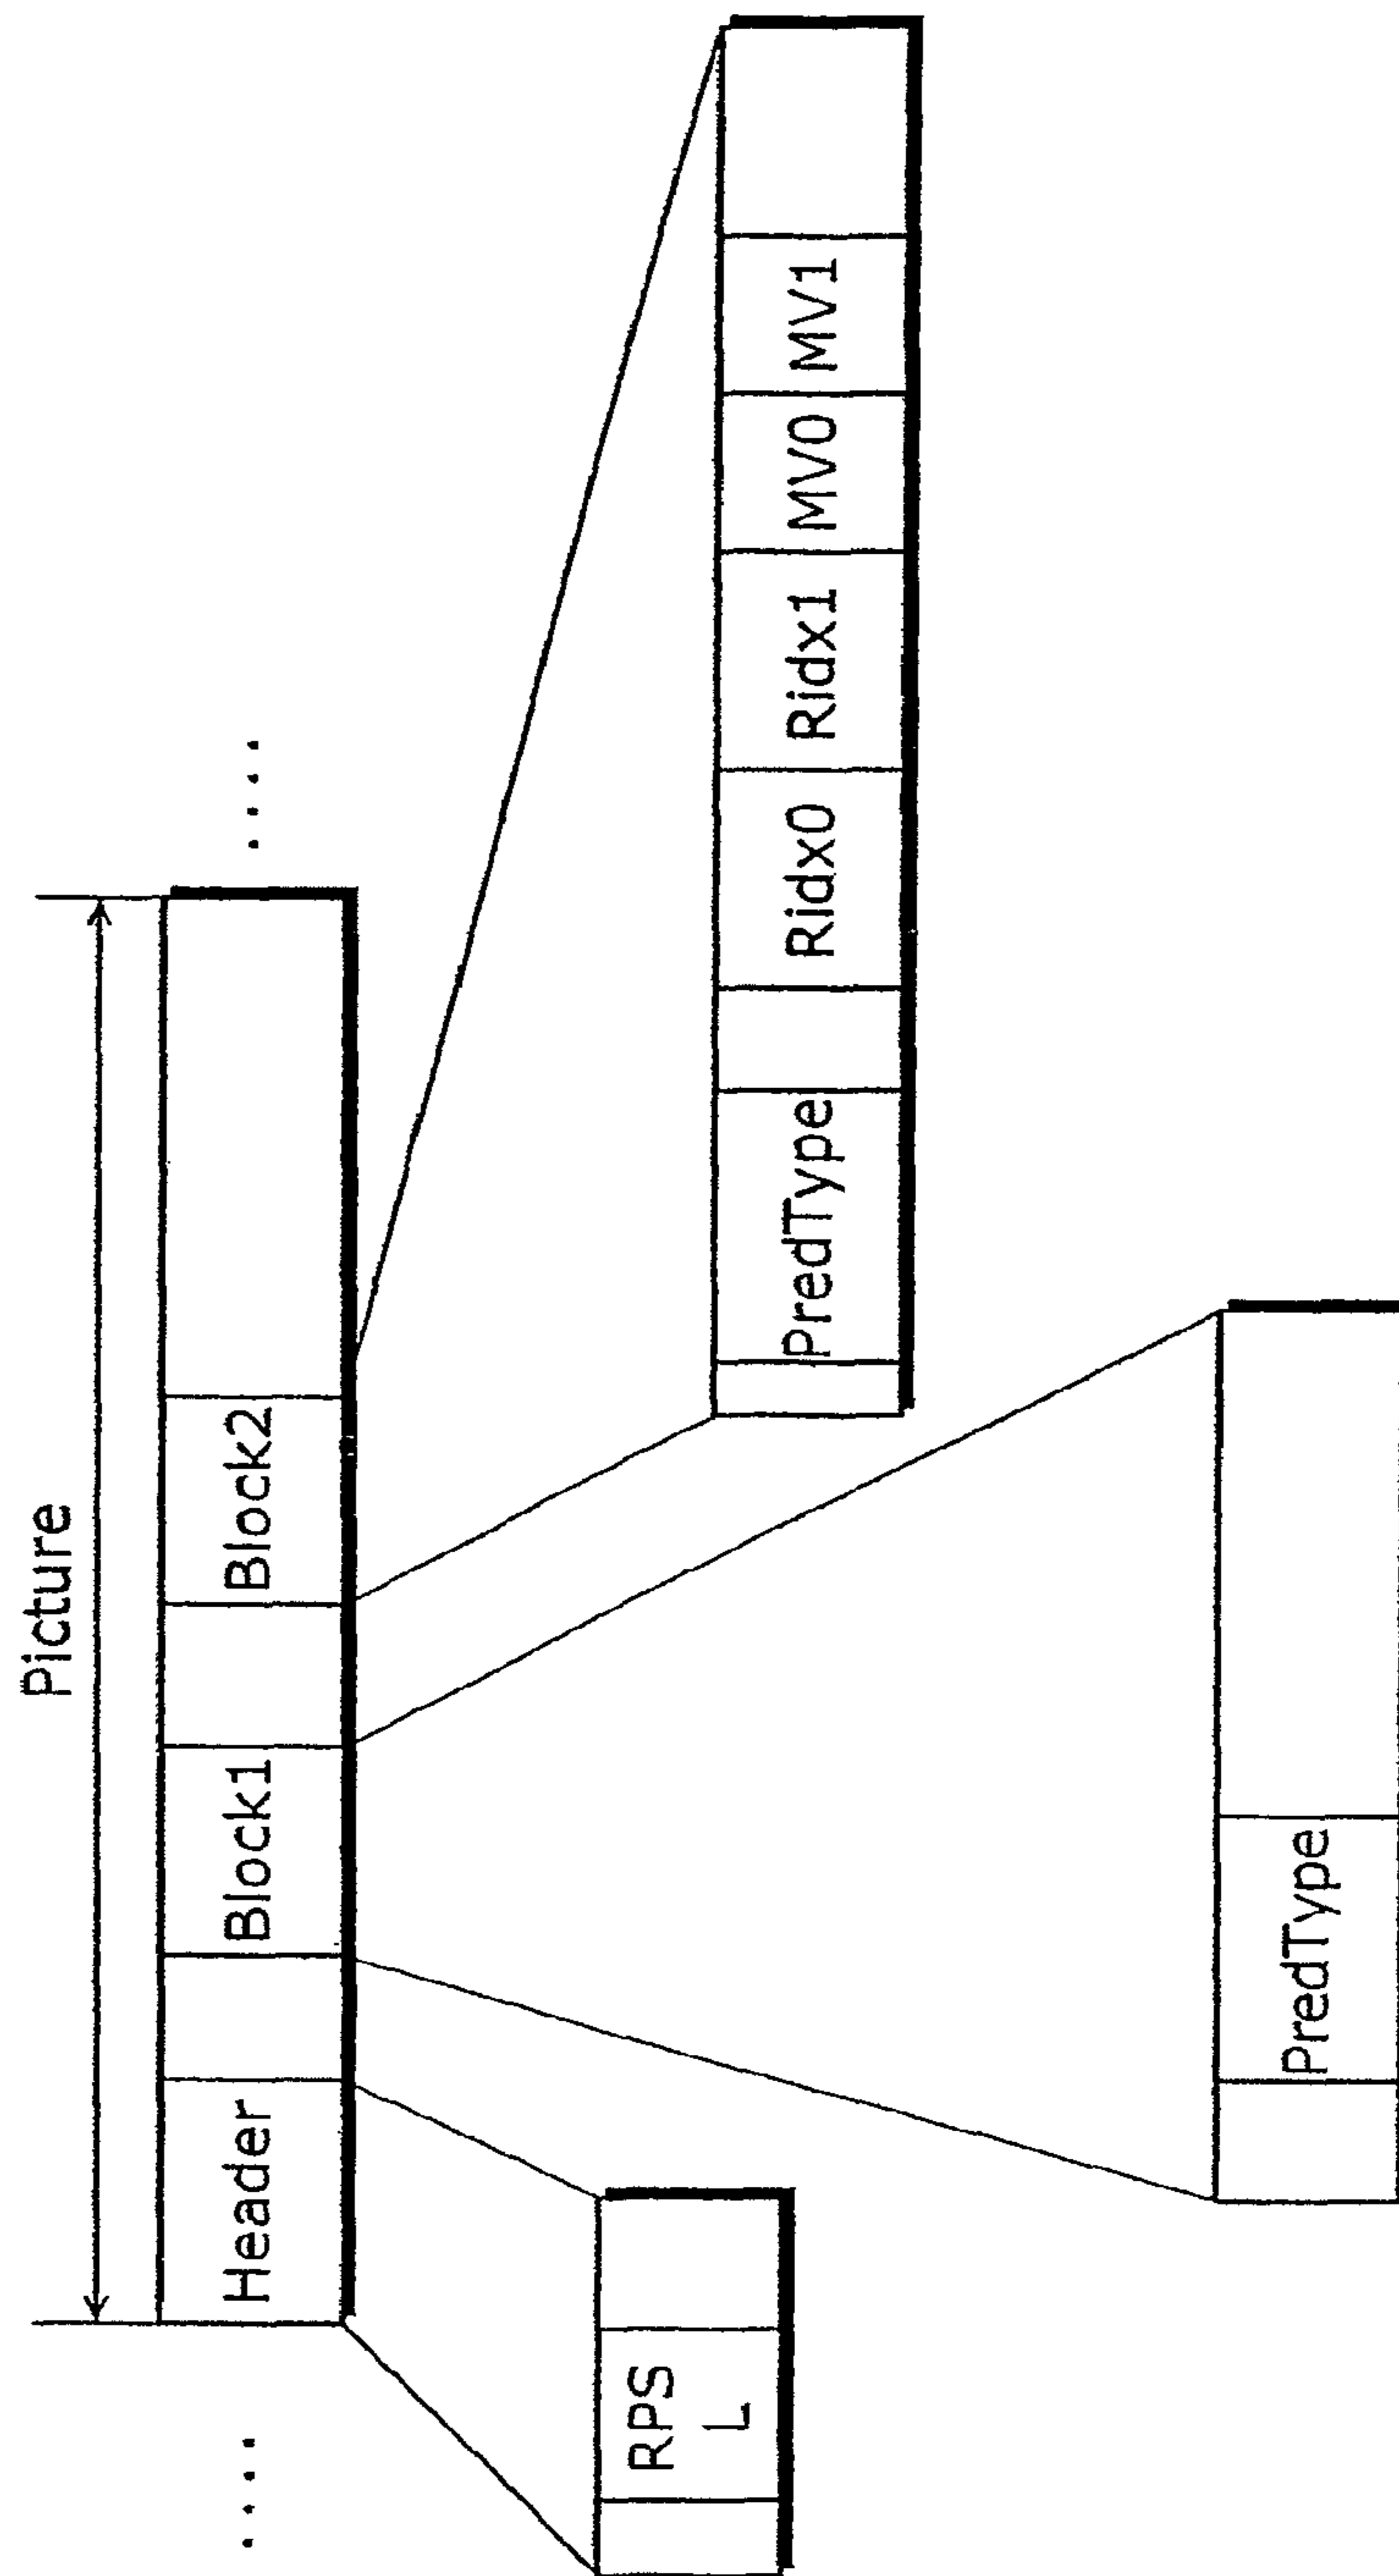 Picture
....
Header
Block1
Block2
....
RPS
L
PredType
Ridx0
Ridx1
MV0
MV1
PredType